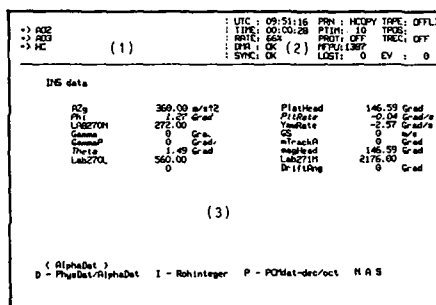 UTC : 09:51:16 PRN : HCOPY TAPE: OFFLI
=> A02 TIME: 00:00:28 PTIM: 10 TPOS:
=> A03 (1) RATE: 66% PROT: OFF TREC: OFF
=> HC DMA : OK (2) MFPU:1387
SYNC: OK LOST: 0 EV : 0
INS data
AZg 360.00 m/st2 PlatHead 146.59 Grad
Phi 1.27 Grad PitRate -0.04 Grad/s
LAB270M 272.00 YawRate -2.57 Grad/s
Gamma 0 Gra. GS 0 m/s
GammaP 0 Grad/ mTrackA 0 Grad
Theta 1.49 Grad magHead 146.59 Grad
Lab270L 560.00 Lab271M 2176.00
0 DriftAng 0 Grad
(3)
( AlphaDat )
D - PhysDat/AlphaDat I - Rohinteger P - PCMdat-dec/oct M A S